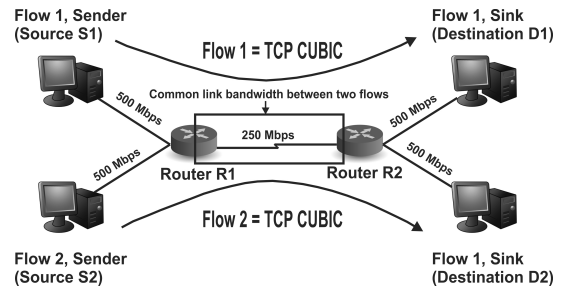 Flow 1, Sender
(Source S1)
Flow 1 = TCP CUBIC
Flow 1, Sink
(Destination D1)
Common link bandwidth between two flows
500 Mbps
250 Mbps
500 Mbps
Router R1
Router R2
500 Mbps
500 Mbps
Flow 2 = TCP CUBIC
Flow 2, Sender
(Source S2)
Flow 1, Sink
(Destination D2)